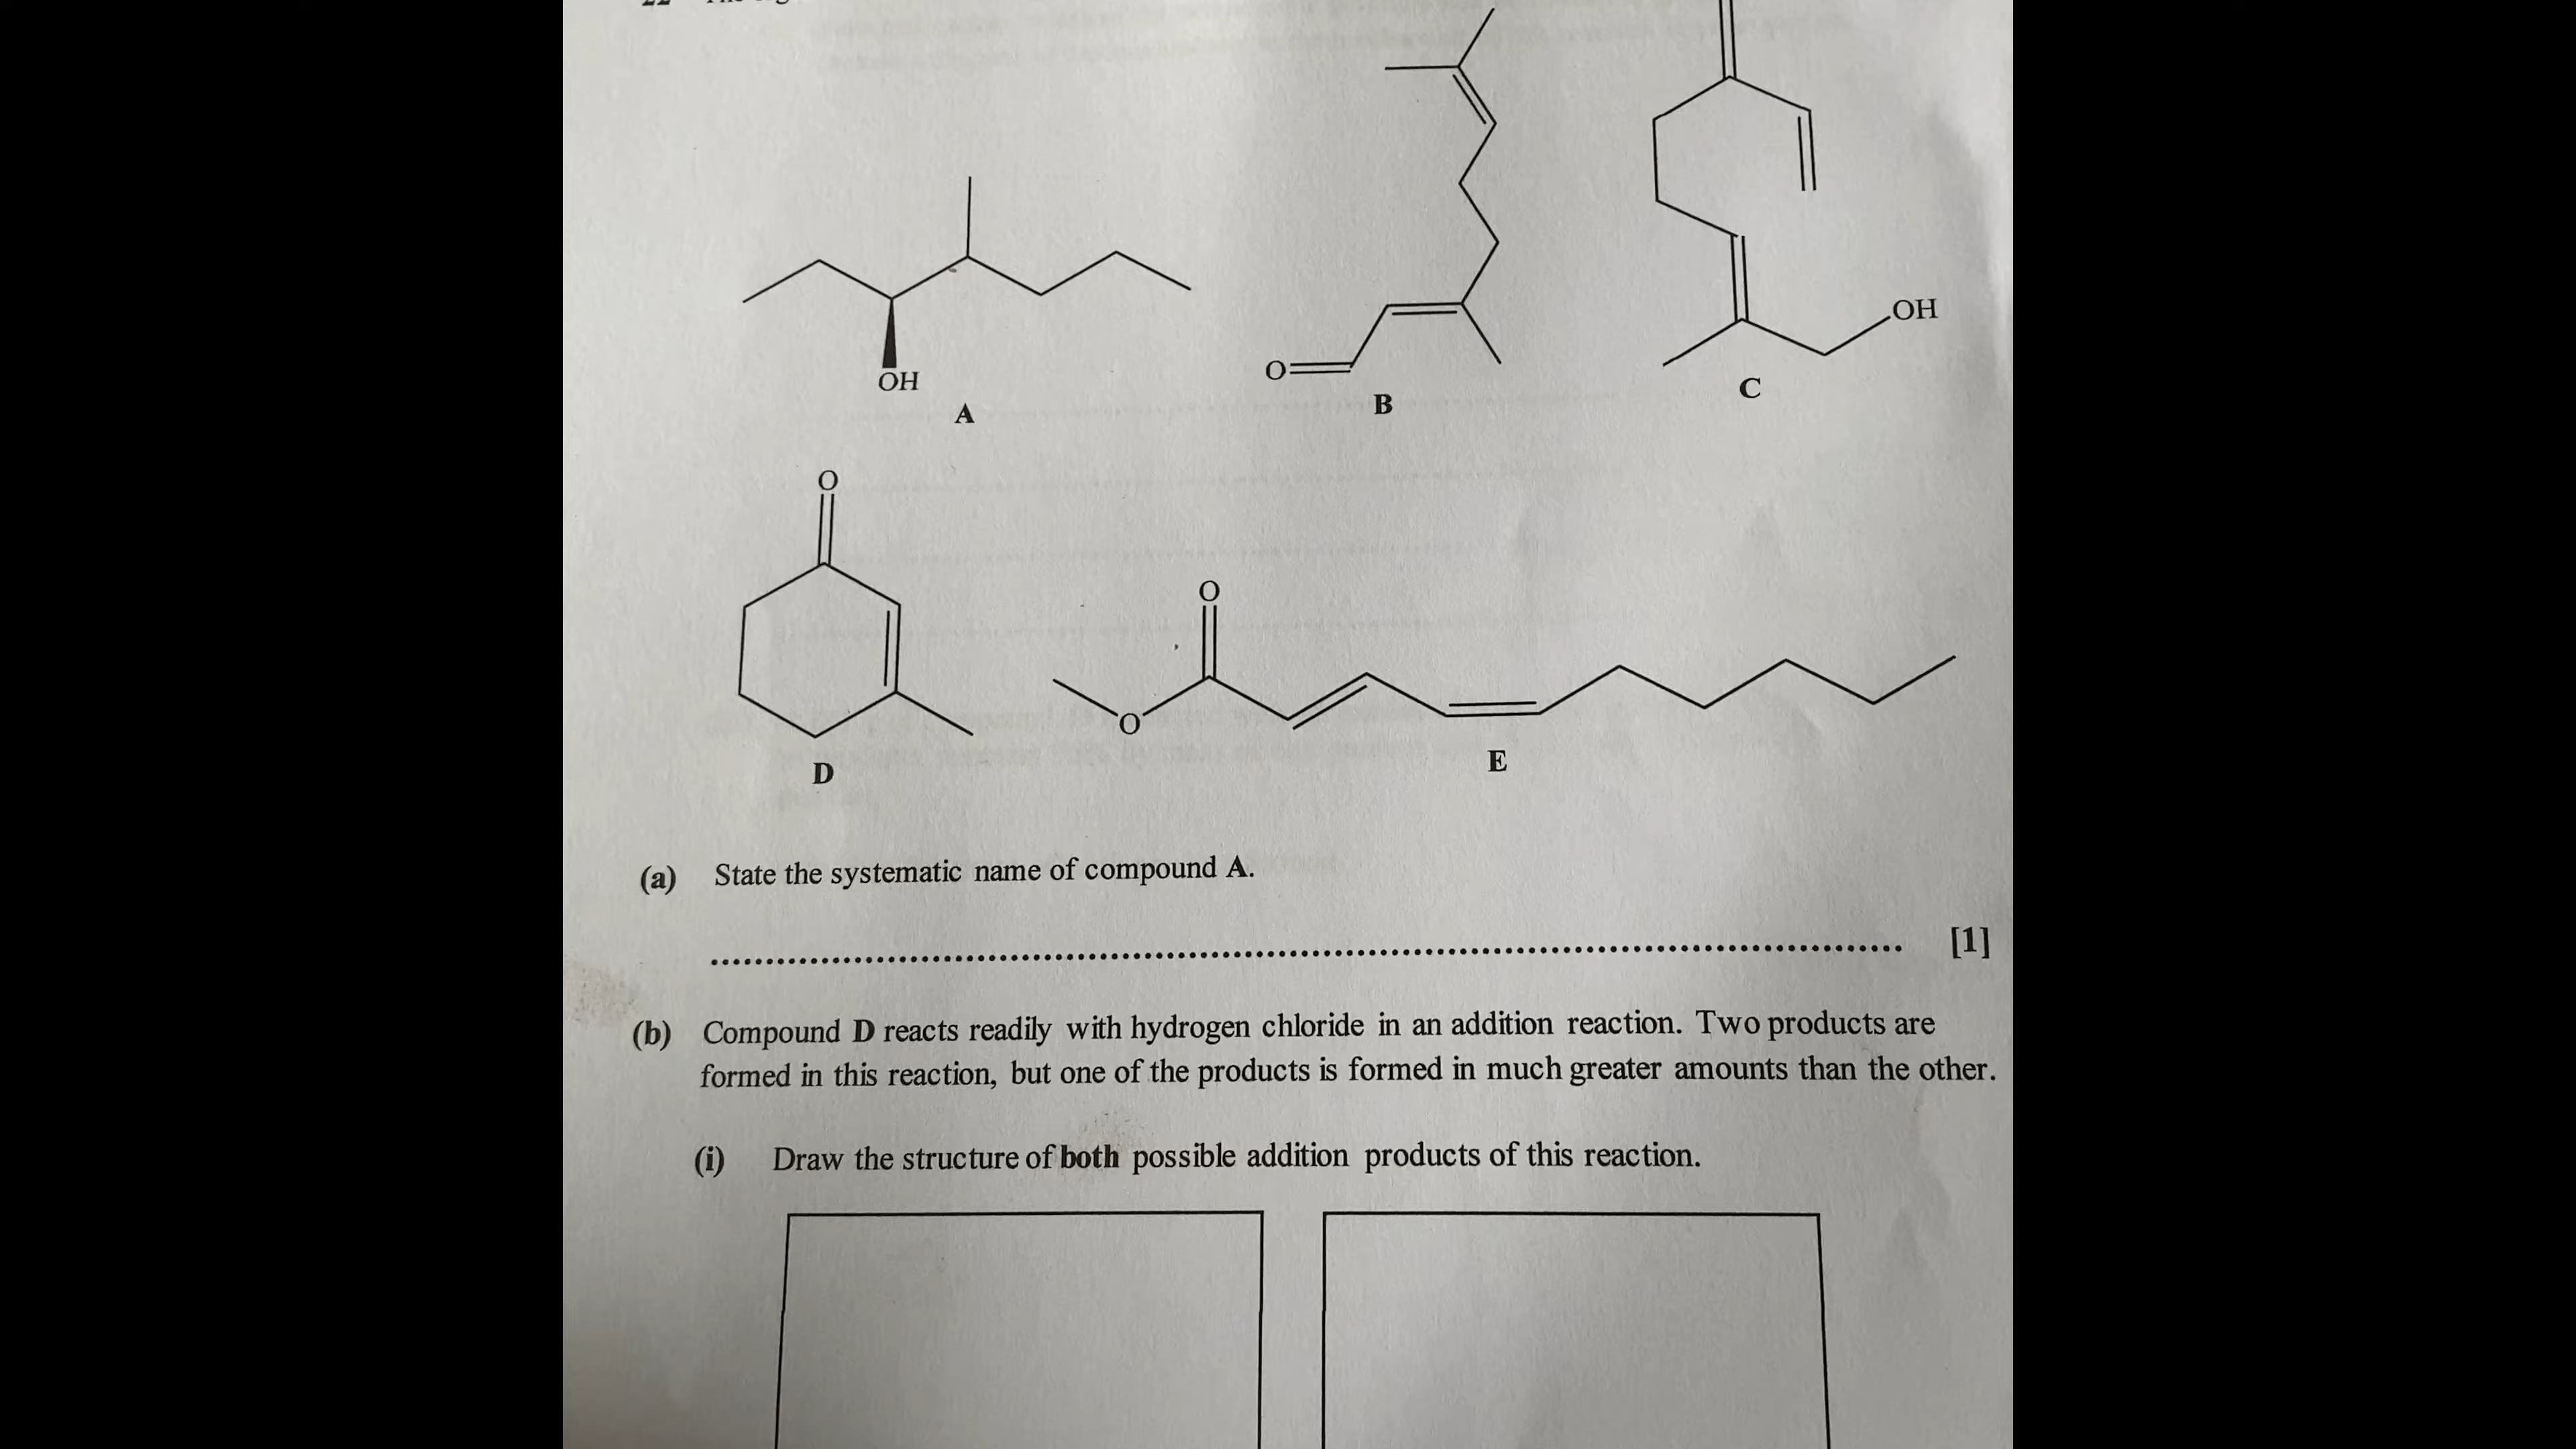 22
OH
OH
A
B
C
O
O
O
O
D
E
(a) State the systematic name of compound A.
[1]
(b) Compound D reacts readily with hydrogen chloride in an addition reaction. Two products are
formed in this reaction, but one of the products is formed in much greater amounts than the other.
(i) Draw the structure of both possible addition products of this reaction.